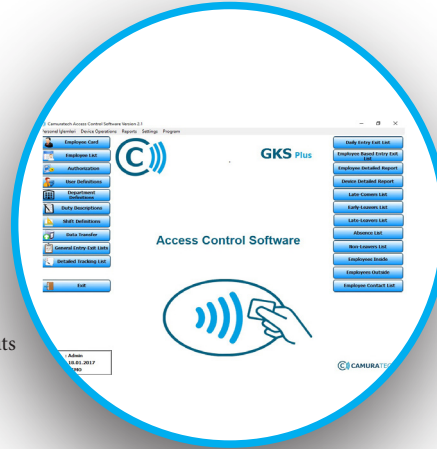 Camuratech Access Control Software Version 2.1
Personel İşlemleri Device Operations Reports Settings Program
Employee Card
Employee List
Authorization
User Definitions
Department
Definitions
Duty Descriptions
Shift Definitions
Data Transfer
General Entry-Exit Lists
Detailed Tracking List
Exit
GKS Plus
Access Control Software
Daily Entry Exit List
Employee Based Entry Exit
List
Employee Detailed Report
Device Detailed Report
Late-Comers List
Early-Leavers List
Late-Leavers List
Absence List
Non-Leavers List
Employees Inside
Employees Outside
Employee Contact List
: Admin
18.01.2017
CAMURATEC